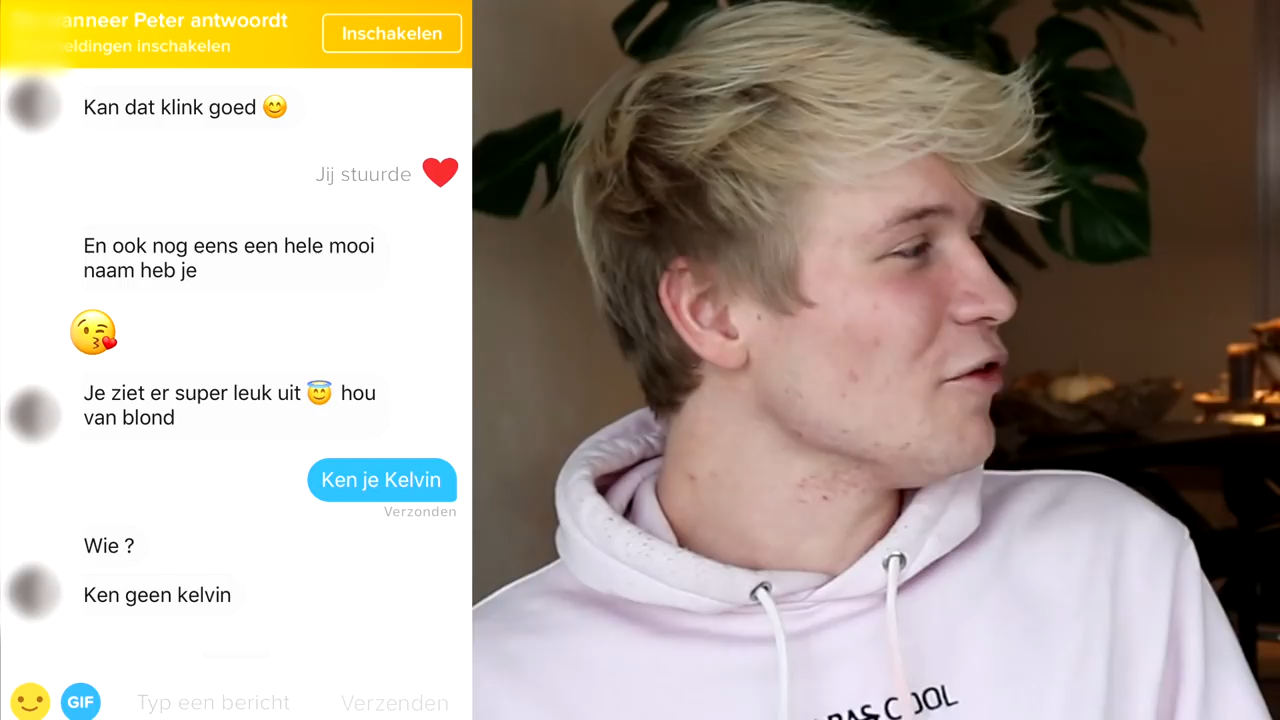 wanneer Peter antwoordt
meldingen inschakelen
Inschakelen
Kan dat klink goed 😊
Jij stuurde ❤️
En ook nog eens een hele mooi
naam heb je
😘
Je ziet er super leuk uit 😇 hou
van blond
Ken je Kelvin
Verzonden
Wie ?
Ken geen kelvin
GIF
Typ een bericht
Verzenden